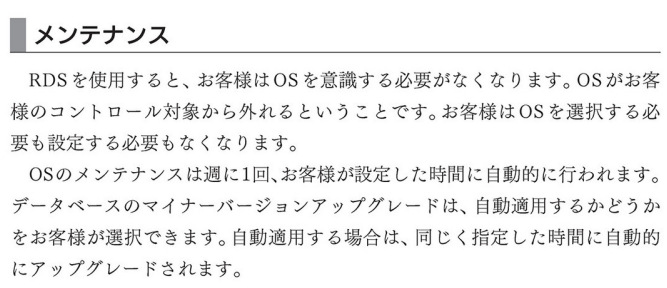 メンテナンス
RDSを使用すると、お客様はOSを意識する必要がなくなります。OSがお客
様のコントロール対象から外れるということです。お客様はOSを選択する必
要も設定する必要もなくなります。
OSのメンテナンスは週に1回、お客様が設定した時間に自動的に行われます。
データベースのマイナーバージョンアップグレードは、自動適用するかどうか
をお客様が選択できます。自動適用する場合は、同じく指定した時間に自動的
にアップグレードされます。